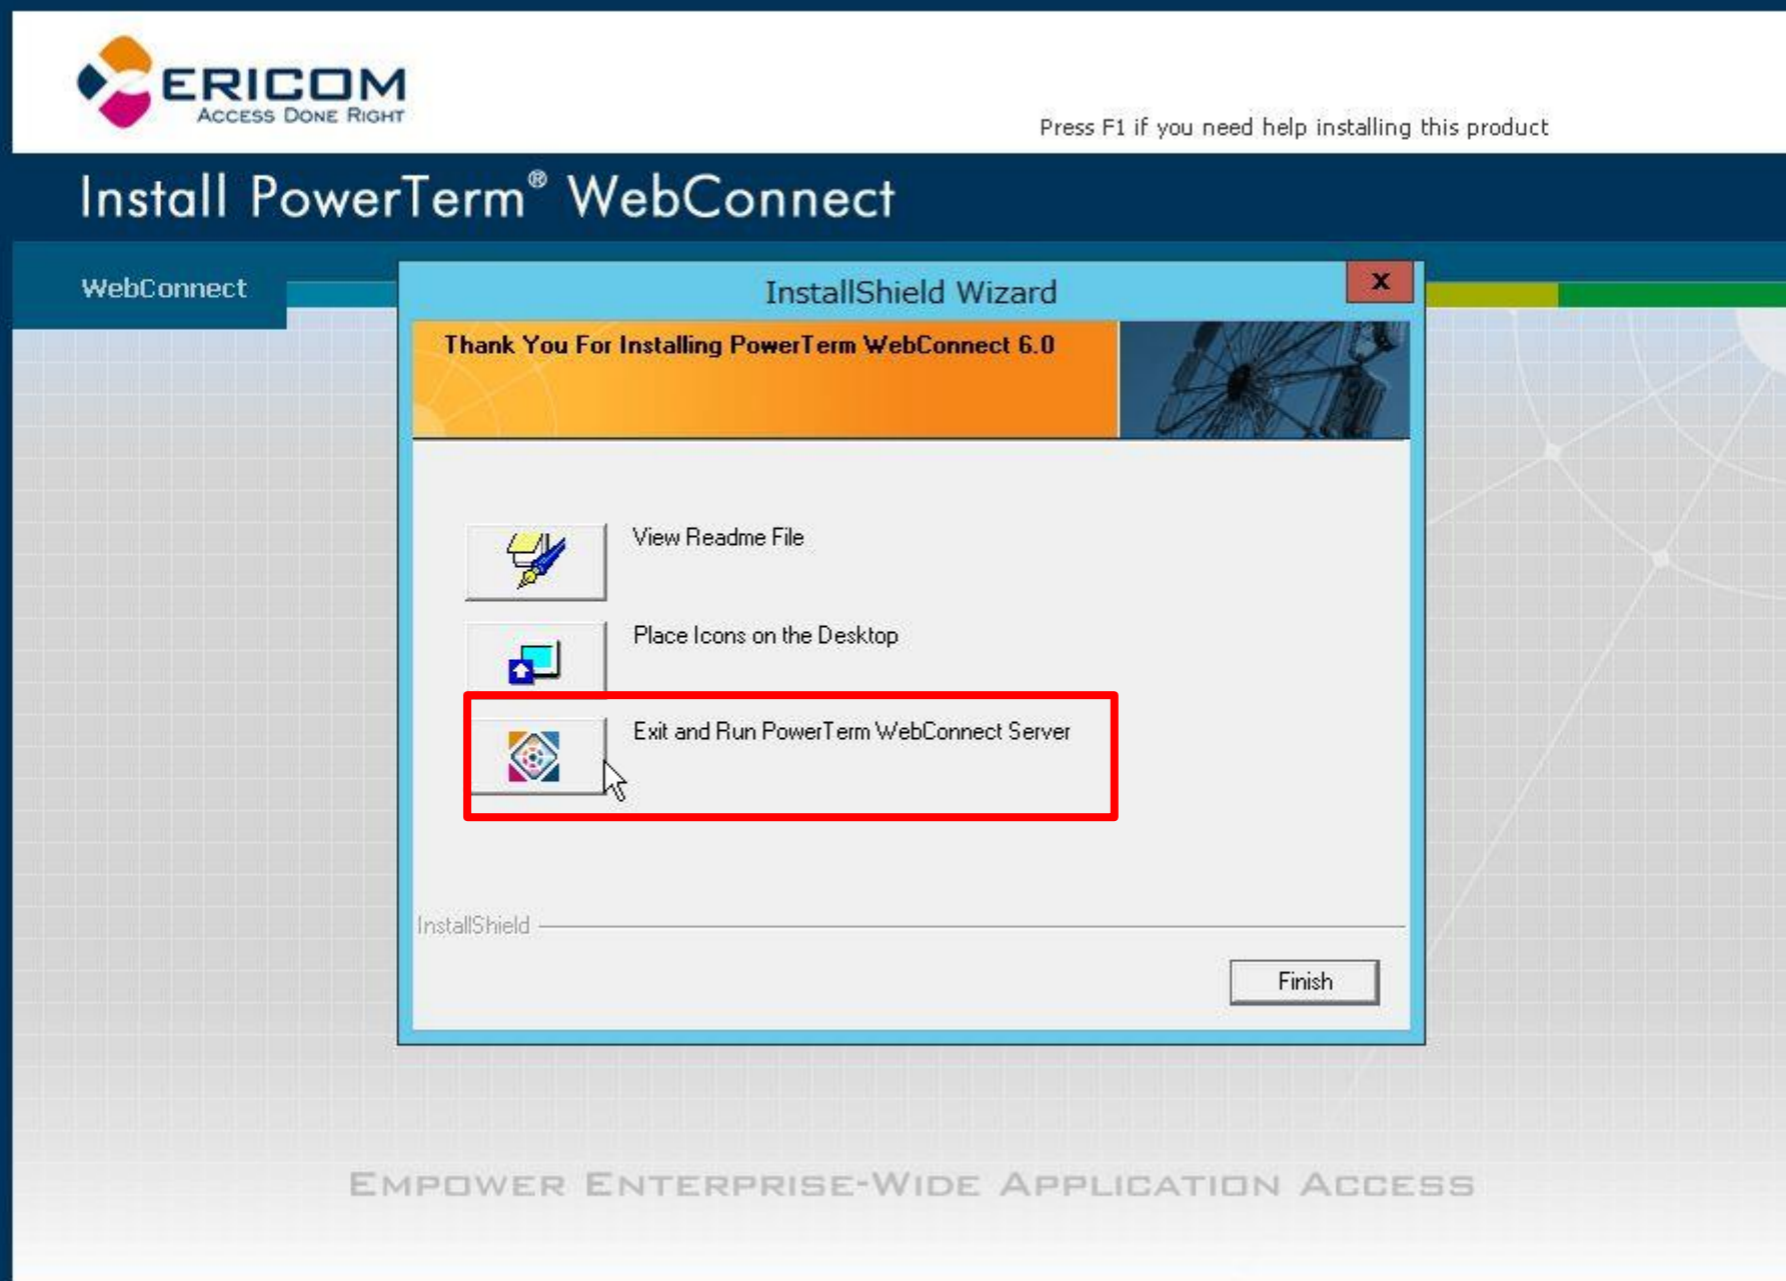 ERICOM
ACCESS DONE RIGHT
Press F1 if you need help installing this product
Install PowerTerm® WebConnect
WebConnect
InstallShield Wizard
X
Thank You For Installing PowerTerm WebConnect 6.0
View Readme File
Place Icons on the Desktop
Exit and Run PowerTerm WebConnect Server
InstallShield
Finish
EMPOWER ENTERPRISE-WIDE APPLICATION ACCESS